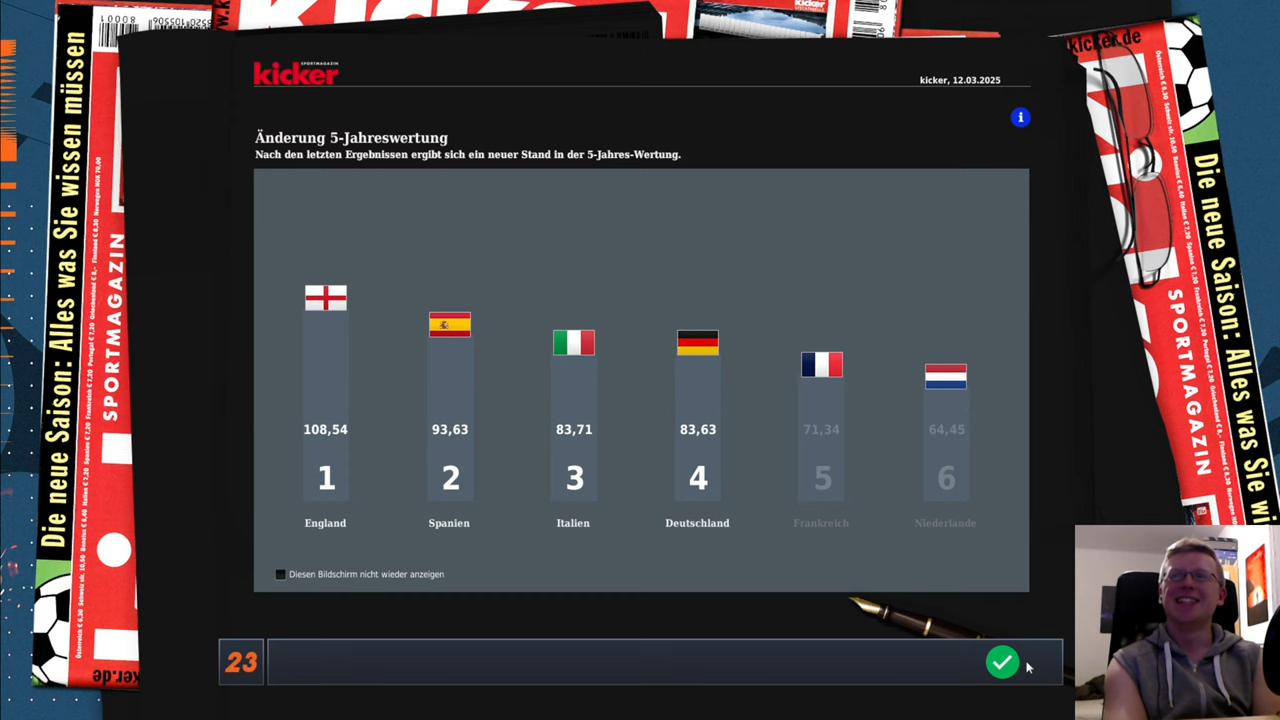 kicker
SPORTMAGAZIN
kicker, 12.03.2025
i
Änderung 5-Jahreswertung
Nach den letzten Ergebnissen ergibt sich ein neuer Stand in der 5-Jahres-Wertung.
108,54
93,63
83,71
83,63
71,34
64,45
1
2
3
4
5
6
England
Spanien
Italien
Deutschland
Frankreich
Niederlande
Diesen Bildschirm nicht wieder anzeigen
23
Die neue Saison: Alles was Sie wissen müssen
SPORTMAGAZIN
kicker.de
Die neue Saison: Alles was Sie wi
SPORTMAGAZIN